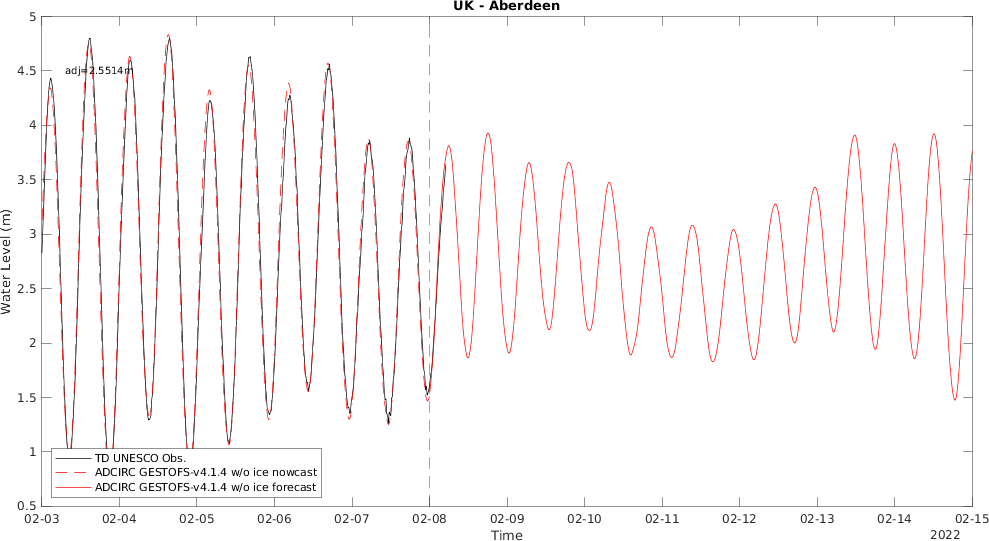 UK - Aberdeen
5
4.5
4
3.5
3
2.5
2
1.5
1
0.5
Water Level (m)
adj=2.5514m
TD UNESCO Obs.
ADCIRC GESTOFS-v4.1.4 w/o ice nowcast
ADCIRC GESTOFS-v4.1.4 w/o ice forecast
02-03 02-04 02-05 02-06 02-07 02-08 02-09 02-10 02-11 02-12 02-13 02-14 02-15
Time
2022